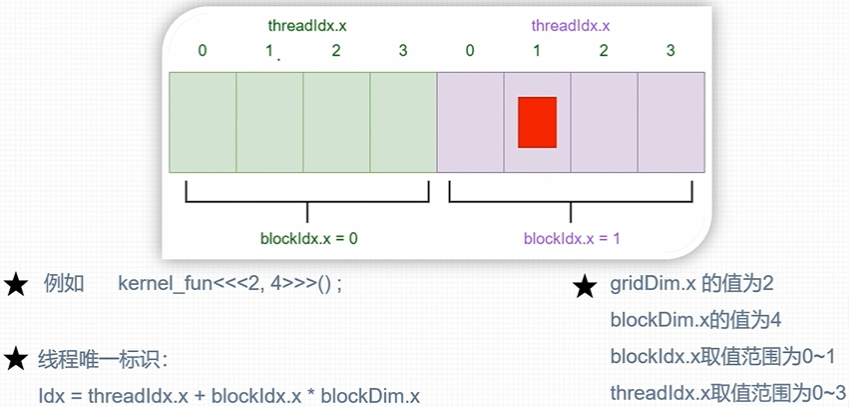 threadIdx.x threadIdx.x
0 1 2 3 0 1 2 3
blockIdx.x = 0 blockIdx.x = 1
★ 例如 kernel_fun<<<2, 4>>>() ;
★ 线程唯一标识：
Idx = threadIdx.x + blockIdx.x * blockDim.x
★ gridDim.x 的值为2
blockDim.x的值为4
blockIdx.x取值范围为0~1
threadIdx.x取值范围为0~3